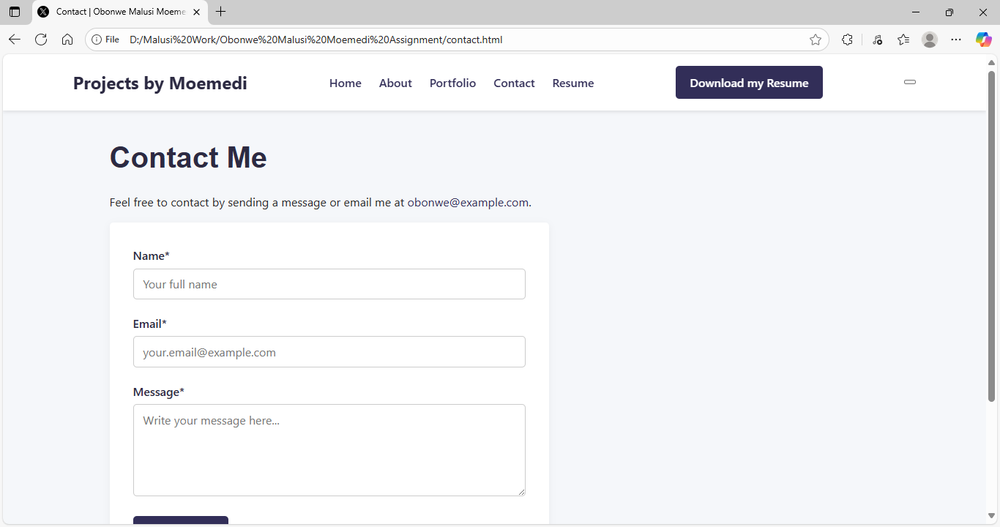 Contact | Obonwe Malusi Moeme
File D:/Malusi%20Work/Obonwe%20Malusi%20Moemedi%20Assignment/contact.html
Projects by Moemedi Home About Portfolio Contact Resume Download my Resume
Contact Me
Feel free to contact by sending a message or email me at obonwe@example.com.
Name*
Your full name
Email*
your.email@example.com
Message*
Write your message here...